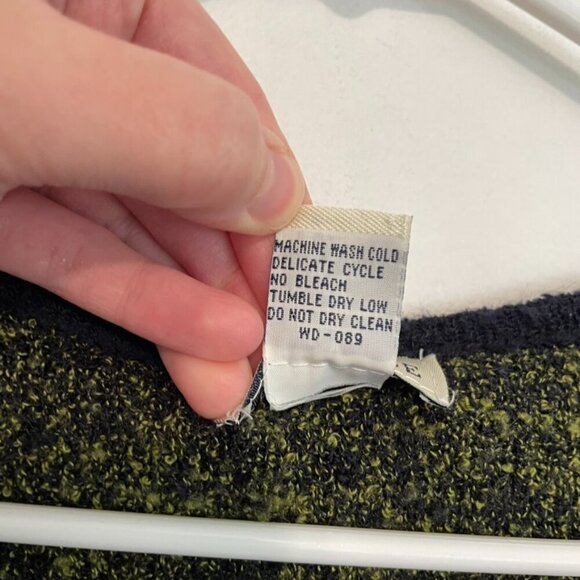 MACHINE WASH COLD
DELICATE CYCLE
NO BLEACH
TUMBLE DRY LOW
DO NOT DRY CLEAN
WD-089
E